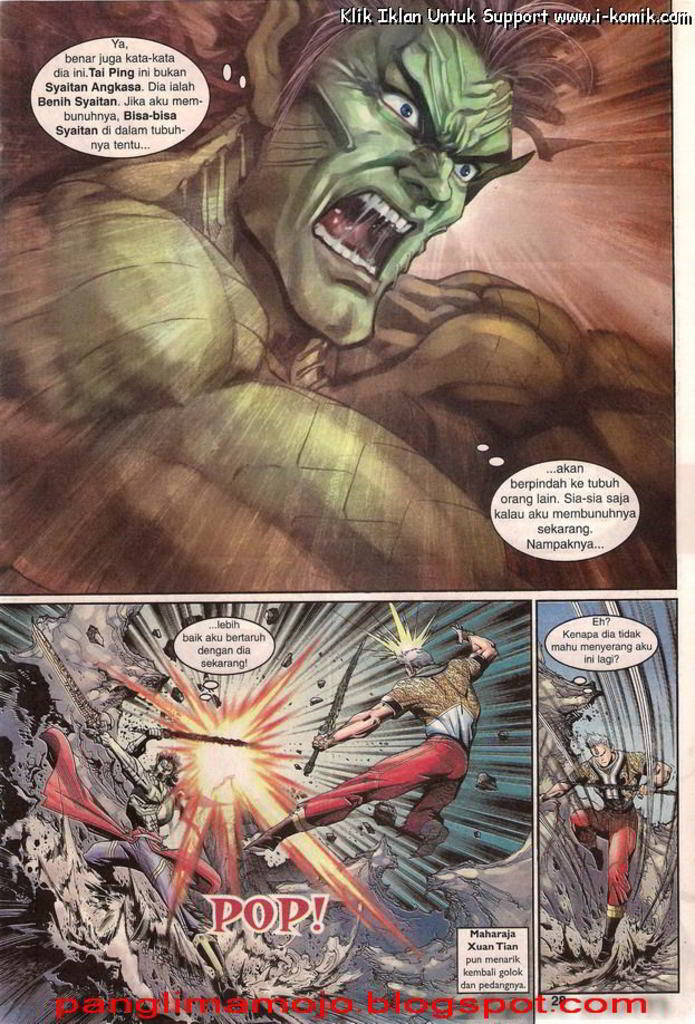 Klik Iklan Untuk Support www.i-komik.com
Ya,
benar juga kata-kata
dia ini.Tai Ping ini bukan
Syaitan Angkasa. Dia ialah
Benih Syaitan. Jika aku mem-
bunuhnya, Bisa-bisa
Syaitan di dalam tubuh-
nya tentu...
...akan
berpindah ke tubuh
orang lain. Sia-sia saja
kalau aku membunuhnya
sekarang.
Nampaknya...
...lebih
baik aku bertaruh
dengan dia
sekarang!
POP!
Maharaja
Xuan Tian
pun menarik
kembali golok
dan pedangnya.
Eh?
Kenapa dia tidak
mahu menyerang aku
ini lagi?
28
panglimamojo.blogspot.com